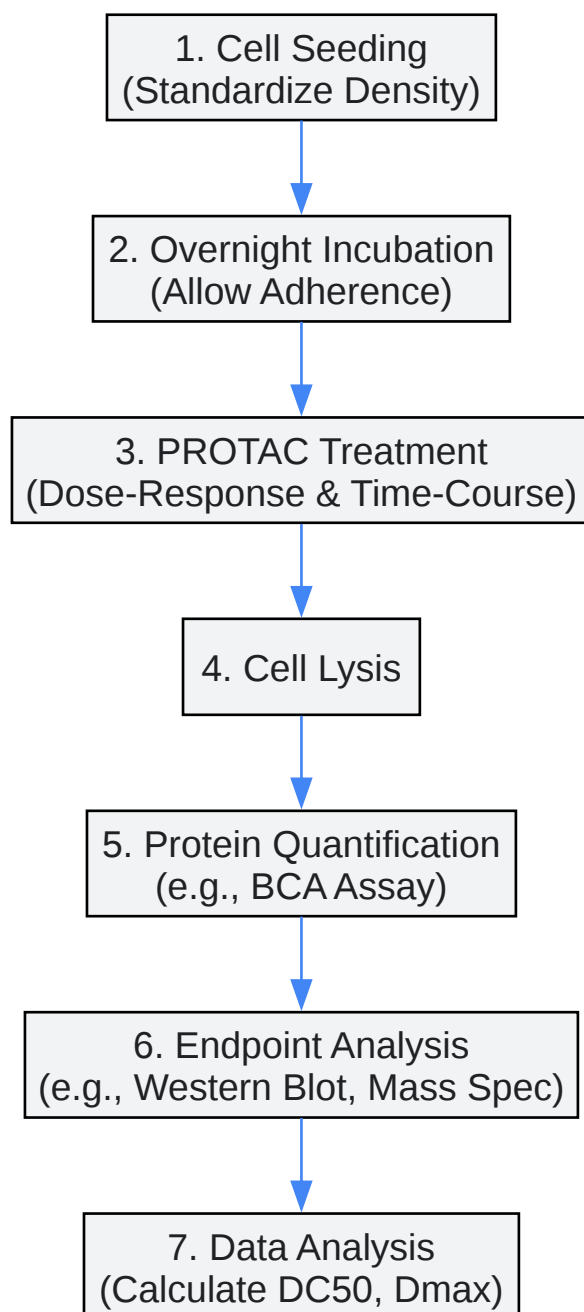 1. Cell Seeding
(Standardize Density)
2. Overnight Incubation
(Allow Adherence)
3. PROTAC Treatment
(Dose-Response & Time-Course)
4. Cell Lysis
5. Protein Quantification
(e.g., BCA Assay)
6. Endpoint Analysis
(e.g., Western Blot, Mass Spec)
7. Data Analysis
(Calculate DC50, Dmax)